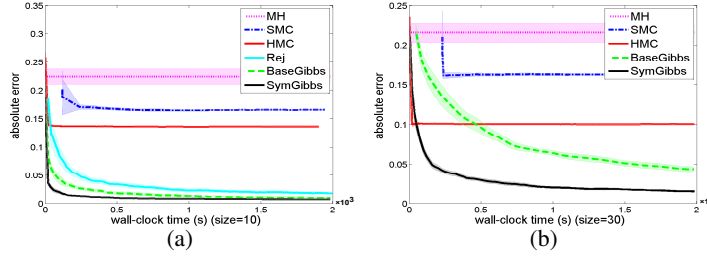 0.35
0.3
0.25
0.2
0.15
0.1
0.05
0
absolute error
MH
SMC
HMC
Rej
BaseGibbs
SymGibbs
0 0.5 1 1.5 2
×10³
wall-clock time (s) (size=10)
(a)
0.25
0.2
0.15
0.1
0.05
0
absolute error
MH
SMC
HMC
BaseGibbs
SymGibbs
0 0.5 1 1.5 2
wall-clock time (s) (size=30)
(b)